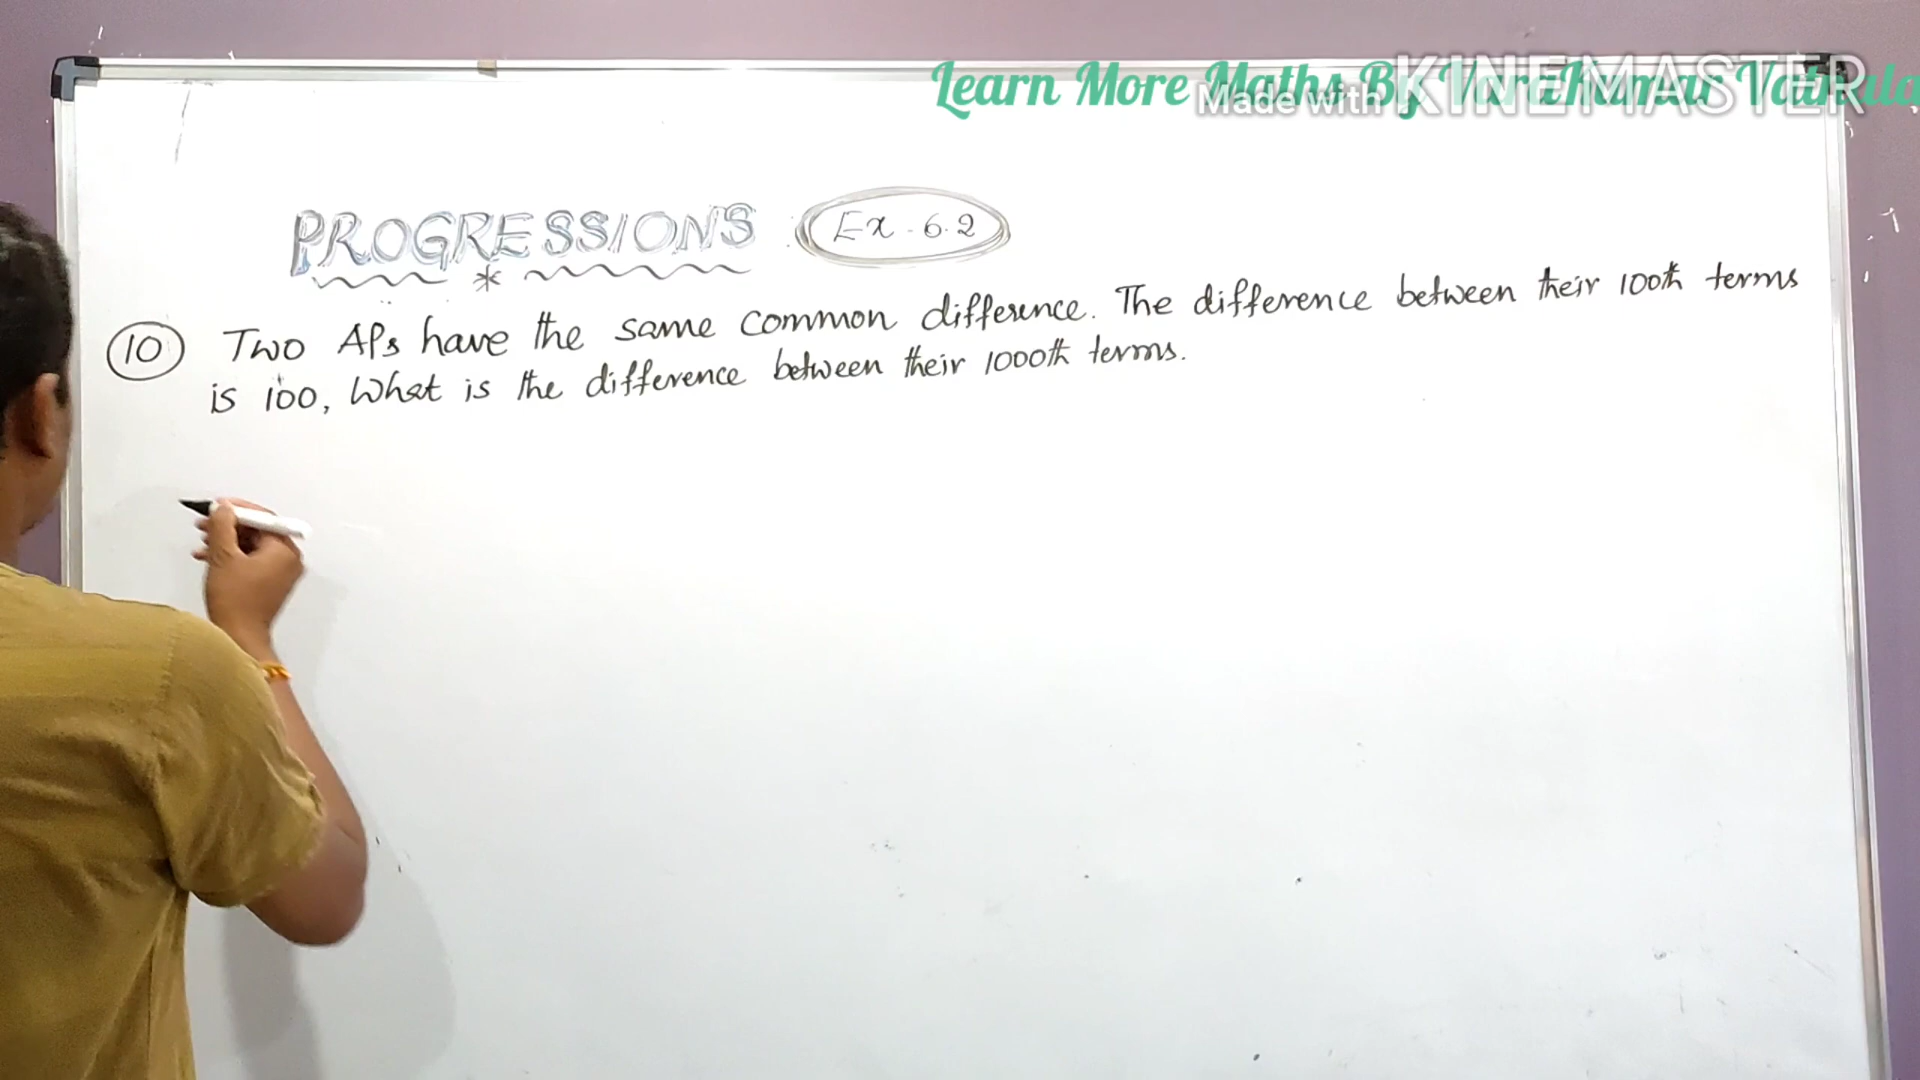 Learn More Maths By VaraKumar
Made with KINEMASTER
PROGRESSIONS Ex - 6.2
10 Two APs have the same common difference. The difference between their 100th terms
is 100, What is the difference between their 1000th terms.